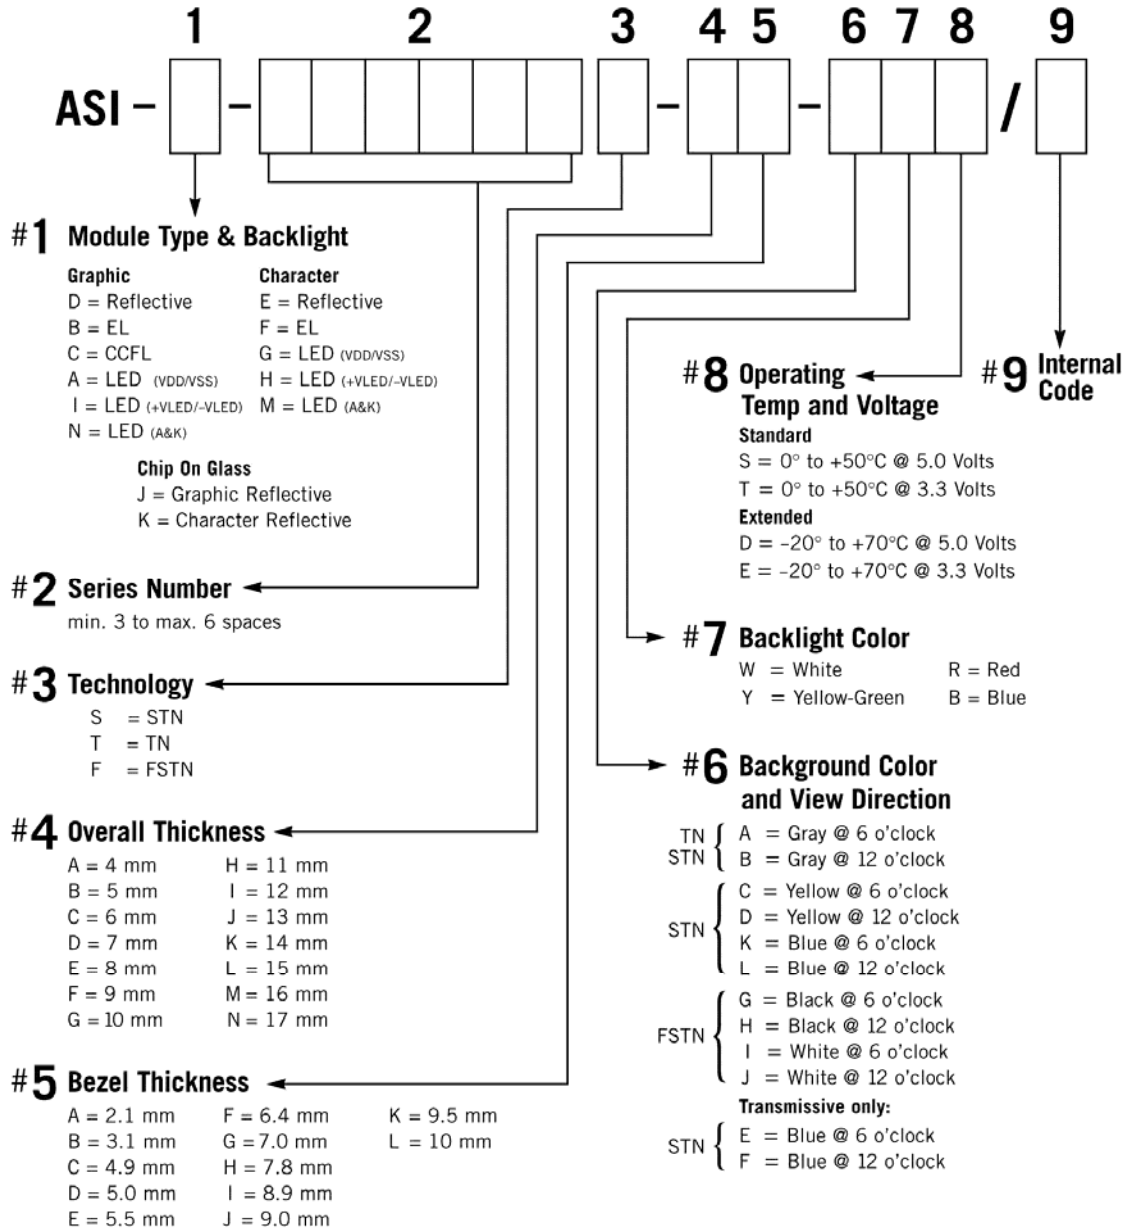 1 2 3 4 5 6 7 8 9
ASI – – – – /
#1 Module Type & Backlight
Graphic
D = Reflective
B = EL
C = CCFL
A = LED (VDD/VSS)
I = LED (+VLED/–VLED)
N = LED (A&K)
Character
E = Reflective
F = EL
G = LED (VDD/VSS)
H = LED (+VLED/–VLED)
M = LED (A&K)
Chip On Glass
J = Graphic Reflective
K = Character Reflective
#2 Series Number
min. 3 to max. 6 spaces
#3 Technology
S = STN
T = TN
F = FSTN
#4 Overall Thickness
A = 4 mm
B = 5 mm
C = 6 mm
D = 7 mm
E = 8 mm
F = 9 mm
G = 10 mm
H = 11 mm
I = 12 mm
J = 13 mm
K = 14 mm
L = 15 mm
M = 16 mm
N = 17 mm
#5 Bezel Thickness
A = 2.1 mm
B = 3.1 mm
C = 4.9 mm
D = 5.0 mm
E = 5.5 mm
F = 6.4 mm
G = 7.0 mm
H = 7.8 mm
I = 8.9 mm
J = 9.0 mm
K = 9.5 mm
L = 10 mm
#8 Operating
Temp and Voltage
Standard
S = 0° to +50°C @ 5.0 Volts
T = 0° to +50°C @ 3.3 Volts
Extended
D = –20° to +70°C @ 5.0 Volts
E = –20° to +70°C @ 3.3 Volts
#9 Internal
Code
#7 Backlight Color
W = White
Y = Yellow-Green
R = Red
B = Blue
#6 Background Color
and View Direction
TN
STN
A = Gray @ 6 o'clock
B = Gray @ 12 o'clock
STN
C = Yellow @ 6 o'clock
D = Yellow @ 12 o'clock
K = Blue @ 6 o'clock
L = Blue @ 12 o'clock
FSTN
G = Black @ 6 o'clock
H = Black @ 12 o'clock
I = White @ 6 o'clock
J = White @ 12 o'clock
Transmissive only:
STN
E = Blue @ 6 o'clock
F = Blue @ 12 o'clock